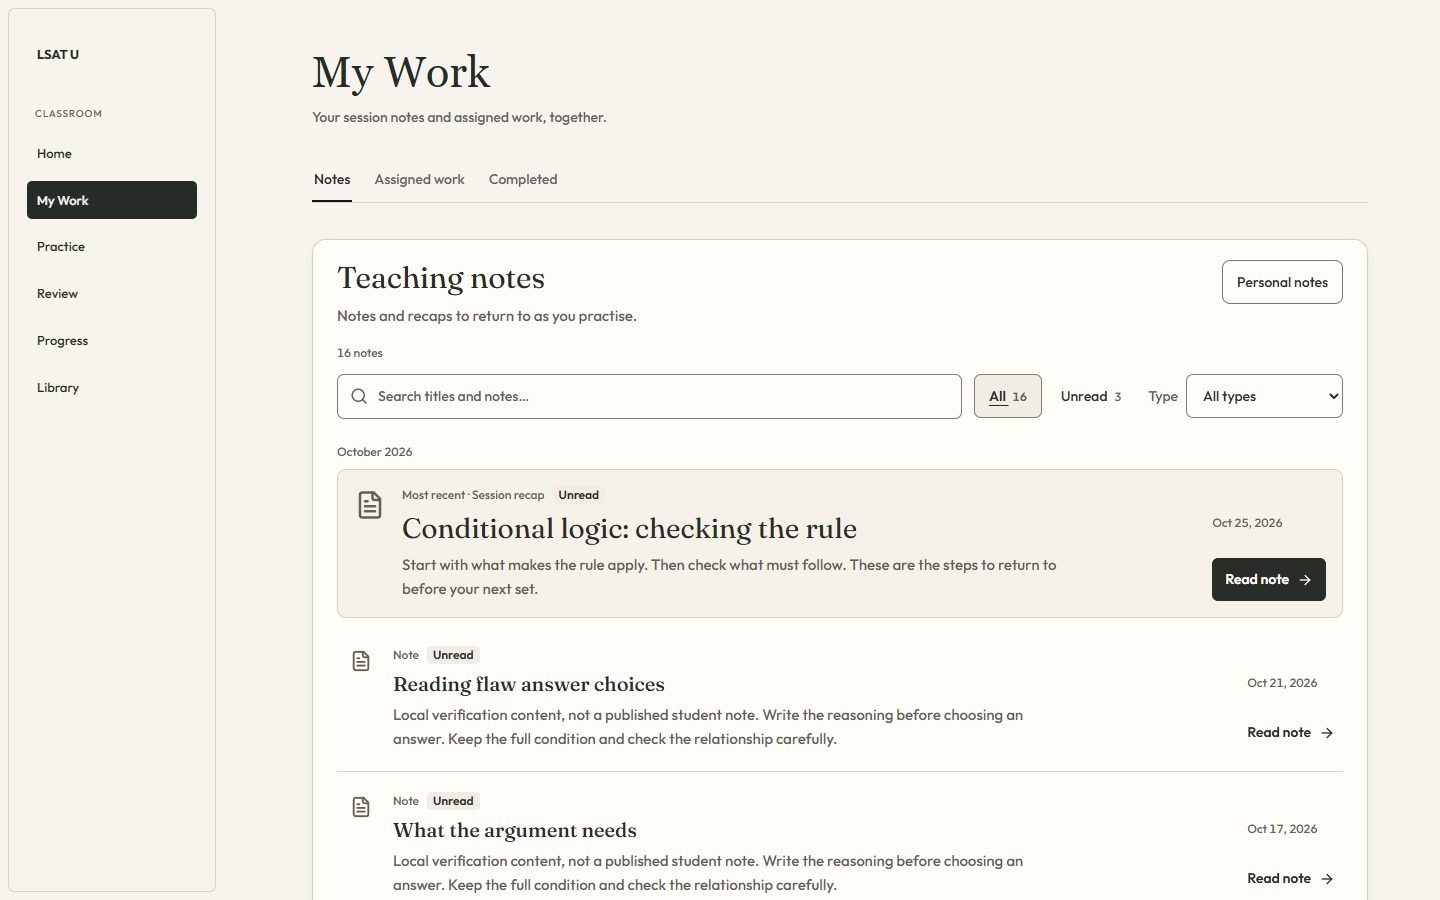 LSAT U
CLASSROOM
Home
My Work
Practice
Review
Progress
Library
My Work
Your session notes and assigned work, together.
Notes
Assigned work
Completed
Teaching notes
Personal notes
Notes and recaps to return to as you practise.
16 notes
Search titles and notes...
All 16
Unread 3
Type
All types
October 2026
Most recent · Session recap Unread
Conditional logic: checking the rule
Oct 25, 2026
Start with what makes the rule apply. Then check what must follow. These are the steps to return to
before your next set.
Read note →
Note Unread
Reading flaw answer choices
Oct 21, 2026
Local verification content, not a published student note. Write the reasoning before choosing an
answer. Keep the full condition and check the relationship carefully.
Read note →
Note Unread
What the argument needs
Oct 17, 2026
Local verification content, not a published student note. Write the reasoning before choosing an
answer. Keep the full condition and check the relationship carefully.
Read note →